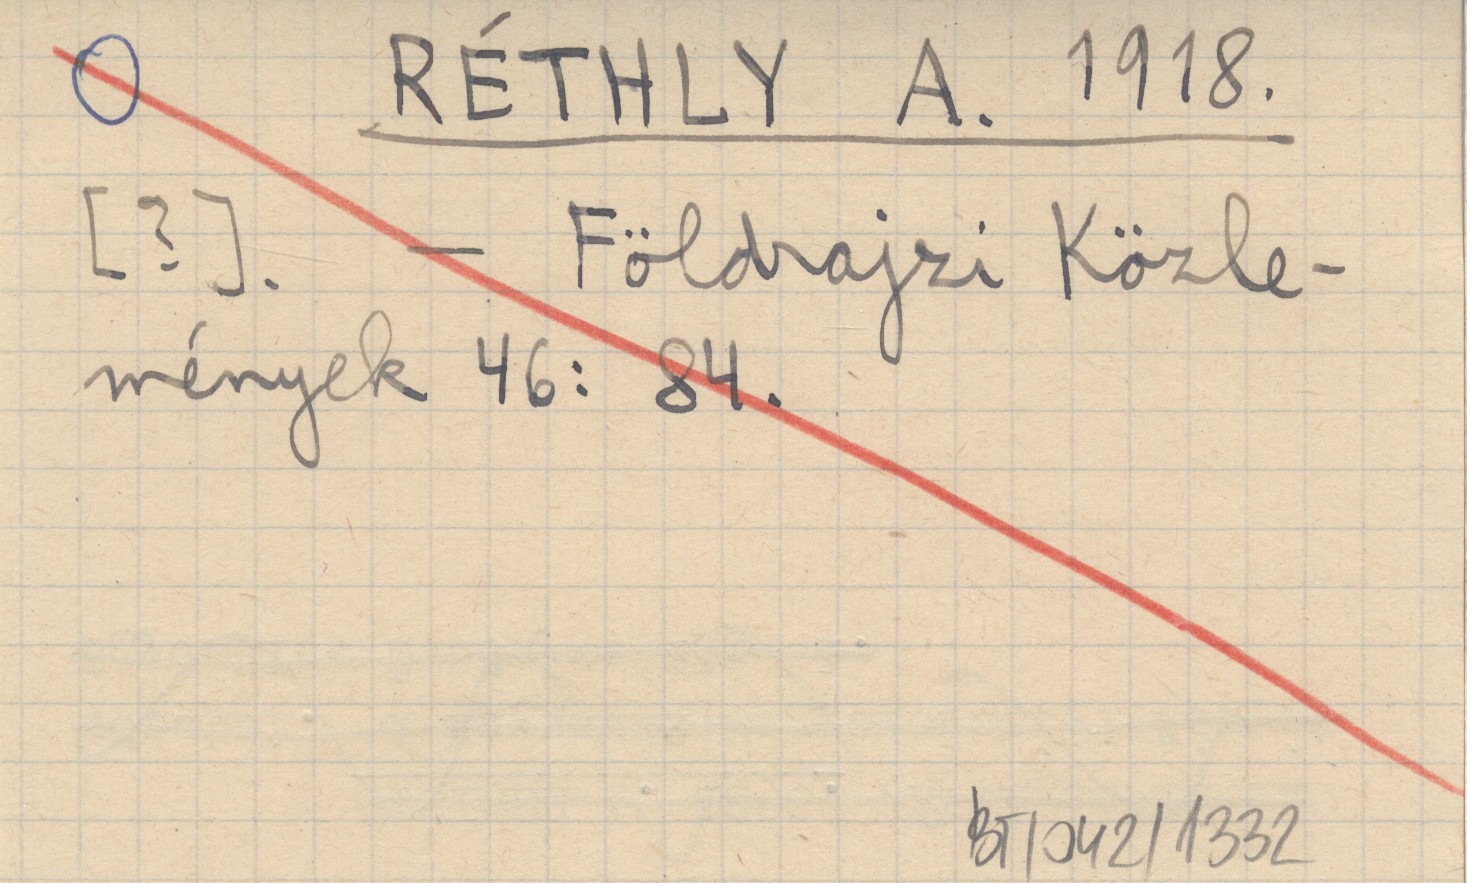 RÉTHLY A. 1918.
[?]. — Földrajzi Közle-
mények 46: 84.
BT/042/1332